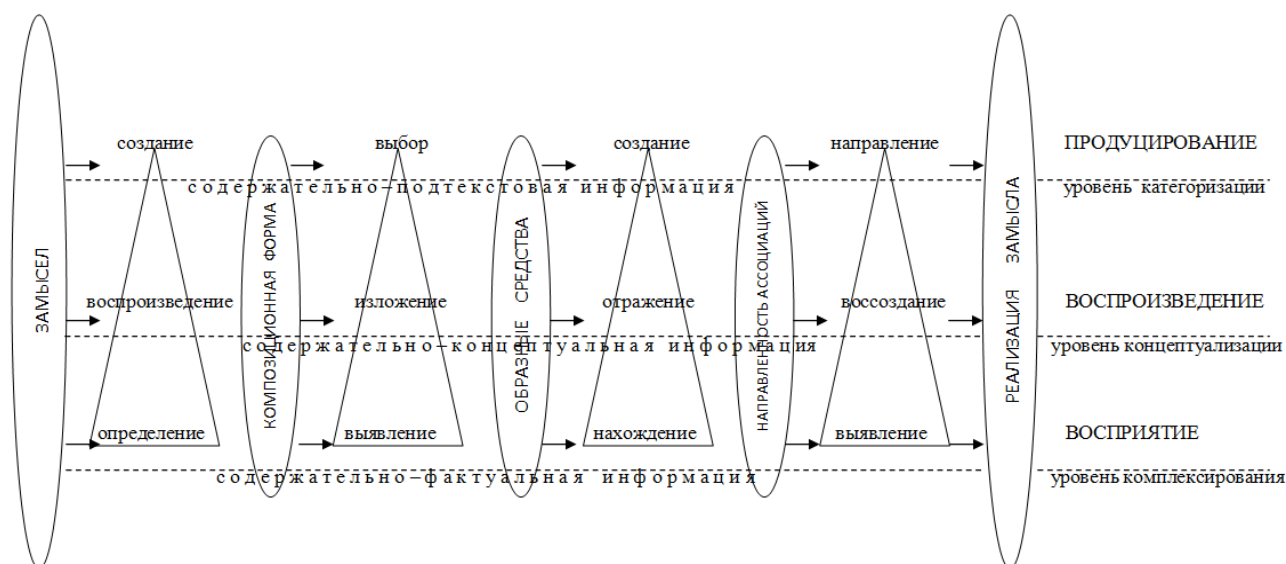 создание выбор создание направление ПРОДУЦИРОВАНИЕ
содержательно–подтекстовая информация уровень категоризации
ЗАМЫСЕЛ
КОМПОЗИЦИОННАЯ ФОРМА
ОБРАЗНЫЕ СРЕДСТВА
НАПРАВЛЕННОСТЬ АССОЦИАЦИЙ
РЕАЛИЗАЦИЯ ЗАМЫСЛА
воспроизведение изложение отражение воссоздание ВОСПРОИЗВЕДЕНИЕ
содержательно–концептуальная информация уровень концептуализации
определение выявление нахождение выявление ВОСПРИЯТИЕ
содержательно–фактуальная информация уровень комплексирования